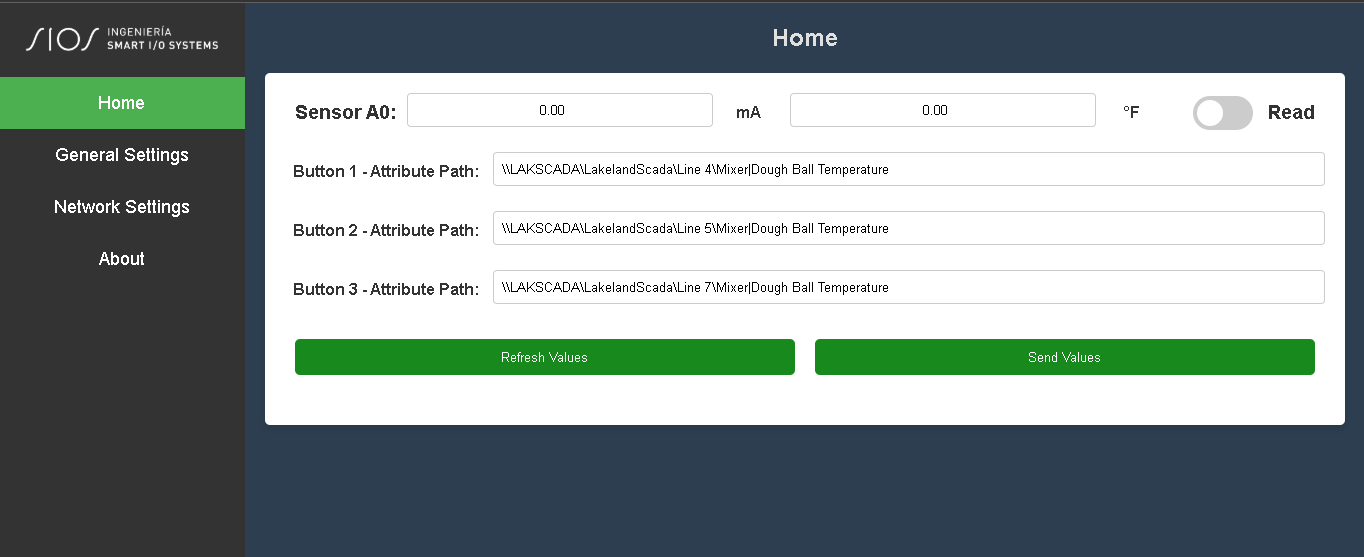 SIOS INGENIERÍA
SMART I/O SYSTEMS
Home
General Settings
Network Settings
About
Home
Sensor A0: 0.00 mA 0.00 °F Read
Button 1 - Attribute Path: \\LAKSCADA\LakelandScada\Line 4\Mixer|Dough Ball Temperature
Button 2 - Attribute Path: \\LAKSCADA\LakelandScada\Line 5\Mixer|Dough Ball Temperature
Button 3 - Attribute Path: \\LAKSCADA\LakelandScada\Line 7\Mixer|Dough Ball Temperature
Refresh Values Send Values